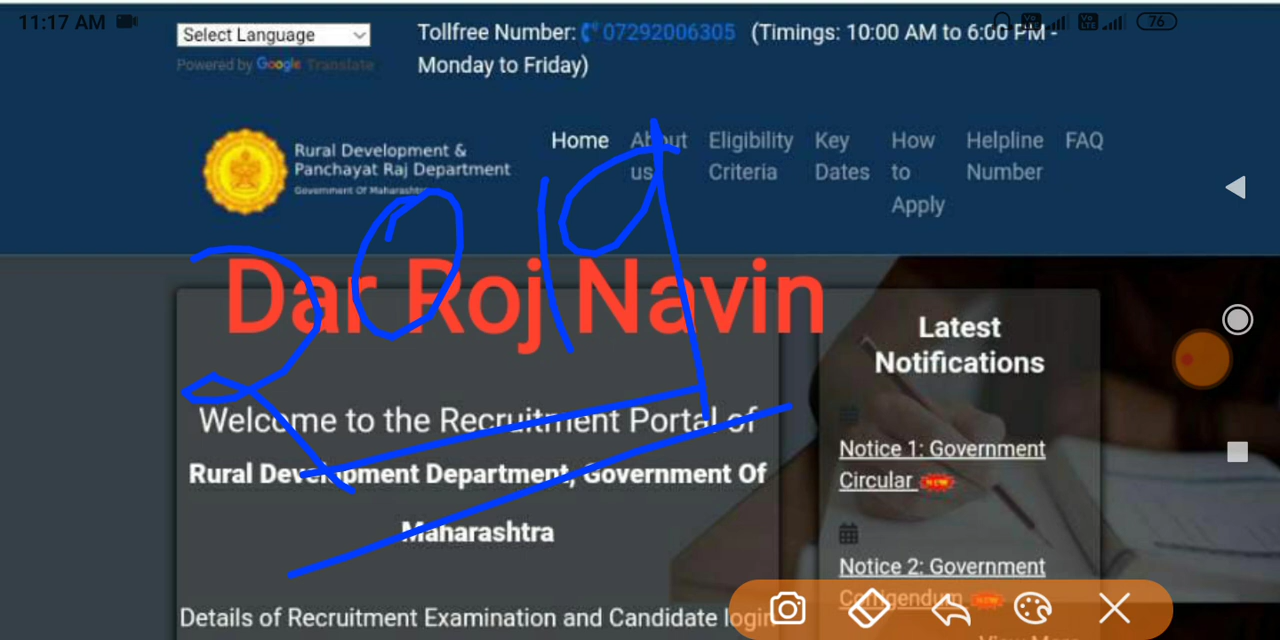 11:17 AM
Select Language
Powered by Google Translate
Tollfree Number: 07292006305 (Timings: 10:00 AM to 6:00 PM -
Monday to Friday)
76
Rural Development &
Panchayat Raj Department
Government Of Maharashtra
Home
About us
Eligibility Criteria
Key Dates
How to Apply
Helpline Number
FAQ
2019
Dar Roj Navin
Welcome to the Recruitment Portal of
Rural Development Department, Government Of
Maharashtra
Details of Recruitment Examination and Candidate login
Latest
Notifications
Notice 1: Government
Circular NEW
Notice 2: Government
Corrigendum NEW
View More